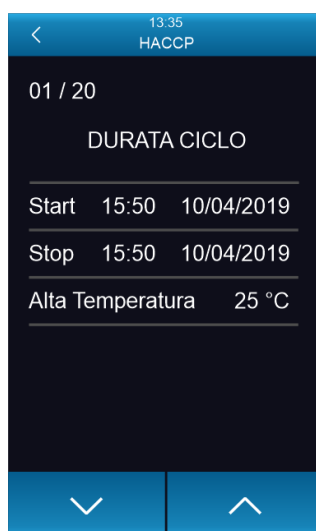 13:35
HACCP
01 / 20
DURATA CICLO
Start 15:50 10/04/2019
Stop 15:50 10/04/2019
Alta Temperatura 25 °C